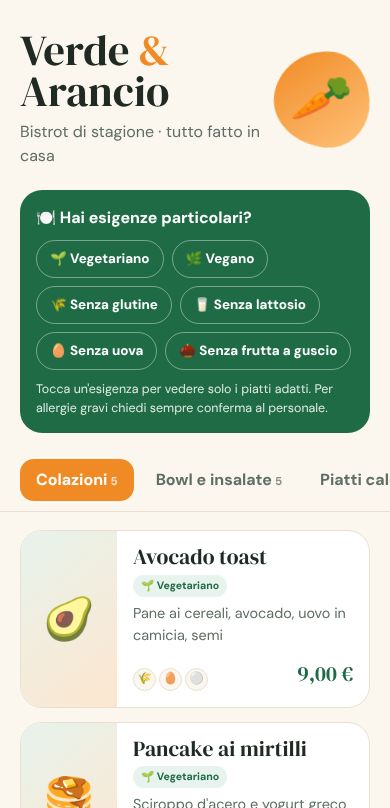 Verde &
Arancio
Bistrot di stagione · tutto fatto in
casa
🍽️ Hai esigenze particolari?
🌱 Vegetariano
🌿 Vegano
🌾 Senza glutine
🥛 Senza lattosio
🥚 Senza uova
🌰 Senza frutta a guscio
Tocca un'esigenza per vedere solo i piatti adatti. Per
allergie gravi chiedi sempre conferma al personale.
Colazioni 5
Bowl e insalate 5
Piatti cal
Avocado toast
🌱 Vegetariano
Pane ai cereali, avocado, uovo in
camicia, semi
9,00 €
Pancake ai mirtilli
🌱 Vegetariano
Sciroppo d'acero e yogurt greco